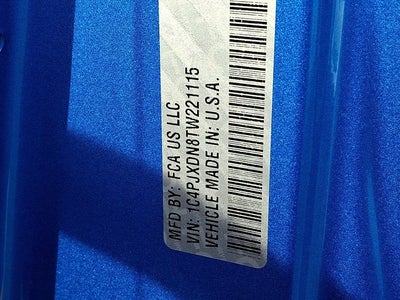 MFD BY: FCA US LLC
VIN: 1C4PJXDN8TW221115
VEHICLE MADE IN: U.S.A.